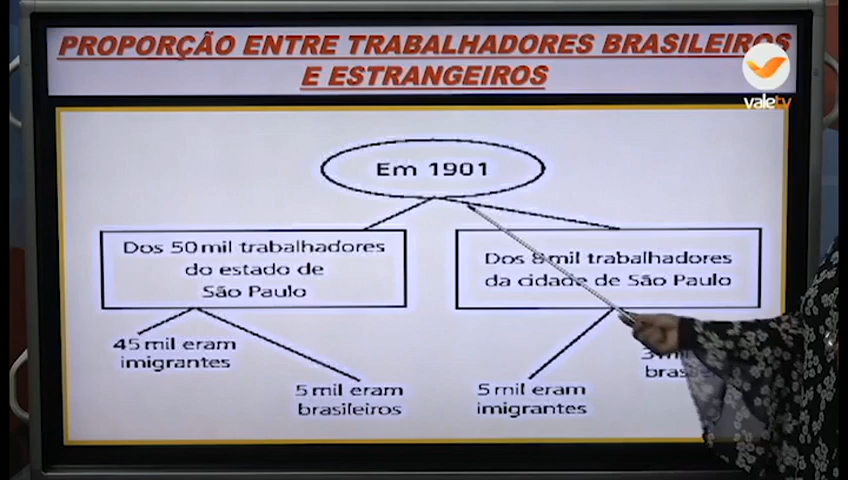 PROPORÇÃO ENTRE TRABALHADORES BRASILEIROS
E ESTRANGEIROS
valetv
Em 1901
Dos 50 mil trabalhadores
do estado de
São Paulo
Dos 8 mil trabalhadores
da cidade de São Paulo
45 mil eram
imigrantes
5 mil eram
brasileiros
5 mil eram
imigrantes
3 mil